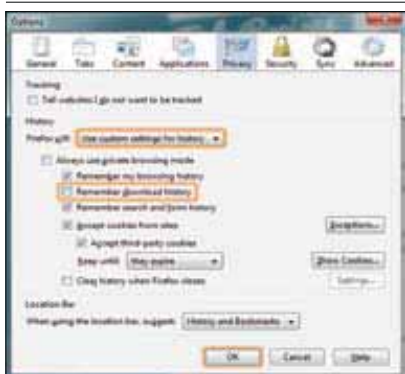 Options
General Tabs Content Applications Privacy Security Sync Advanced
Tracking
Tell websites I do not want to be tracked
History
Firefox will: Use custom settings for history
Always use private browsing mode
Remember my browsing history
Remember download history
Remember search and form history
Accept cookies from sites Exceptions...
Accept third-party cookies
Keep until: they expire Show Cookies...
Clear history when Firefox closes Settings...
Location Bar
When using the location bar, suggest: History and Bookmarks
OK Cancel Help